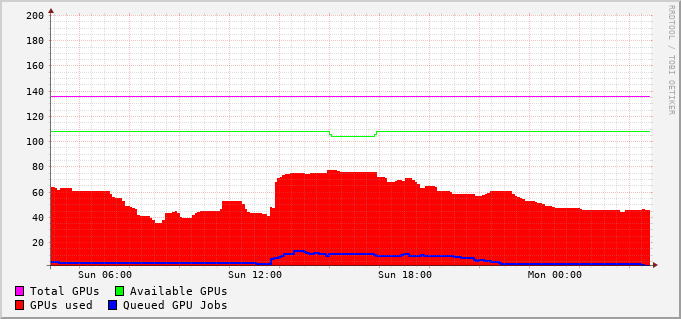 200
180
160
140
120
100
80
60
40
20
Sun 06:00 Sun 12:00 Sun 18:00 Mon 00:00
Total GPUs Available GPUs
GPUs used Queued GPU Jobs
RRDTOOL / TOBI OETIKER